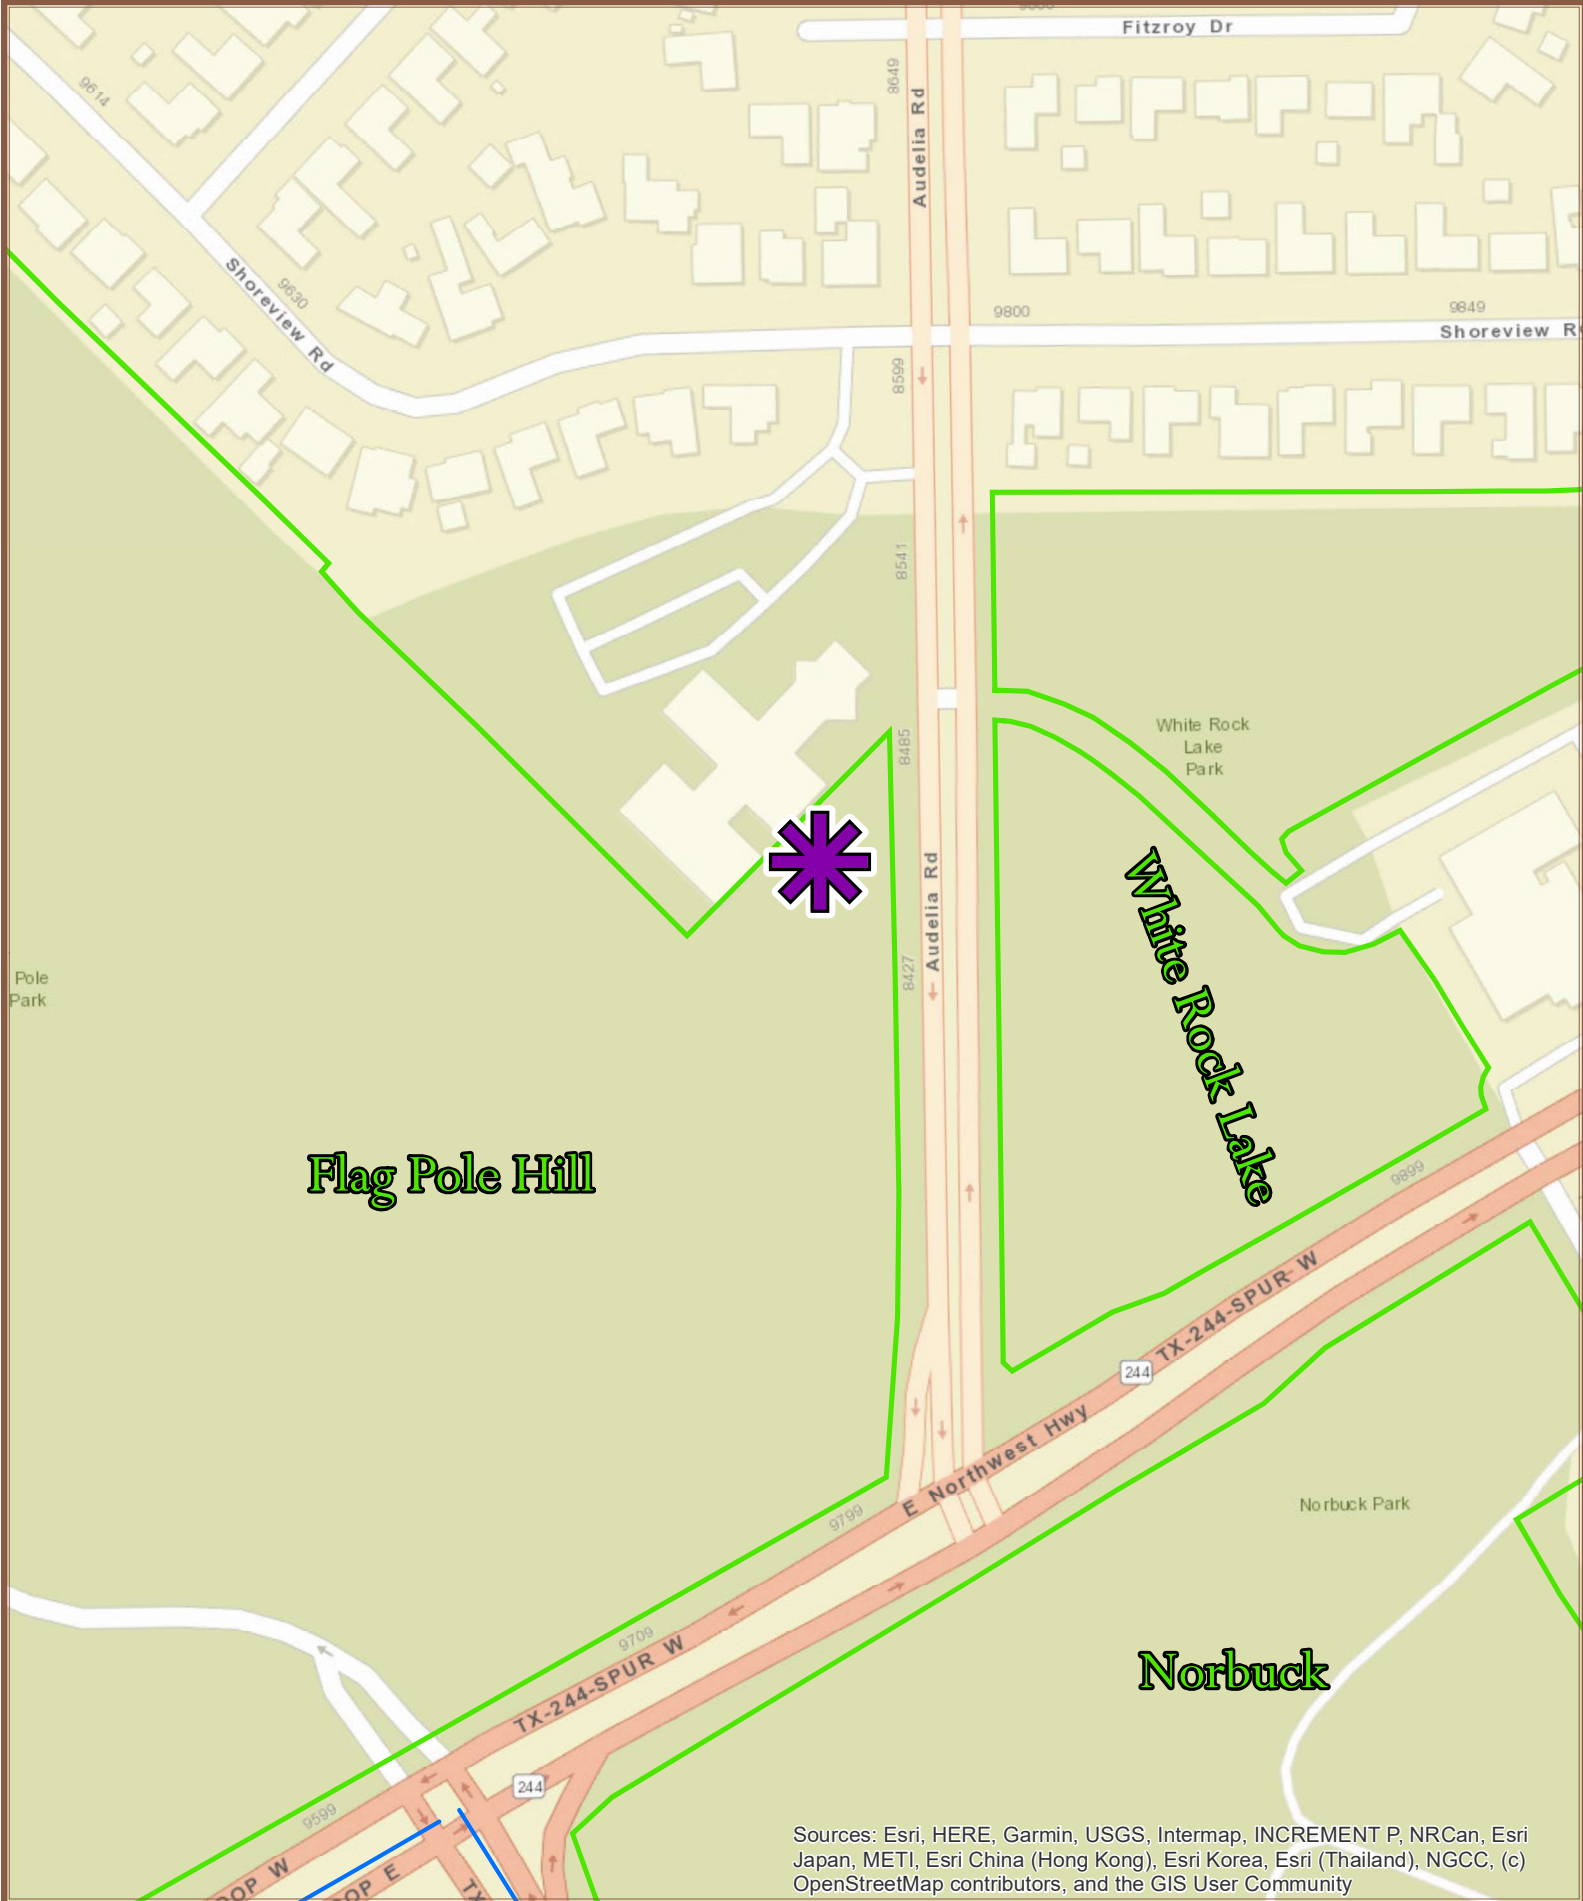 Fitzroy Dr
8649
9614
Audelia Rd
Shoreview Rd
9630
9800
9849
Shoreview R
8599
8541
White Rock
Lake
Park
8485
Audelia Rd
8427
Pole
Park
White Rock Lake
Flag Pole Hill
9899
TX-244-SPUR W
244
E Northwest Hwy
Norbuck Park
9799
9709
TX-244-SPUR W
Norbuck
244
9599
OOP W
OOP E
TX
Sources: Esri, HERE, Garmin, USGS, Intermap, INCREMENT P, NRCan, Esri
Japan, METI, Esri China (Hong Kong), Esri Korea, Esri (Thailand), NGCC, (c)
OpenStreetMap contributors, and the GIS User Community